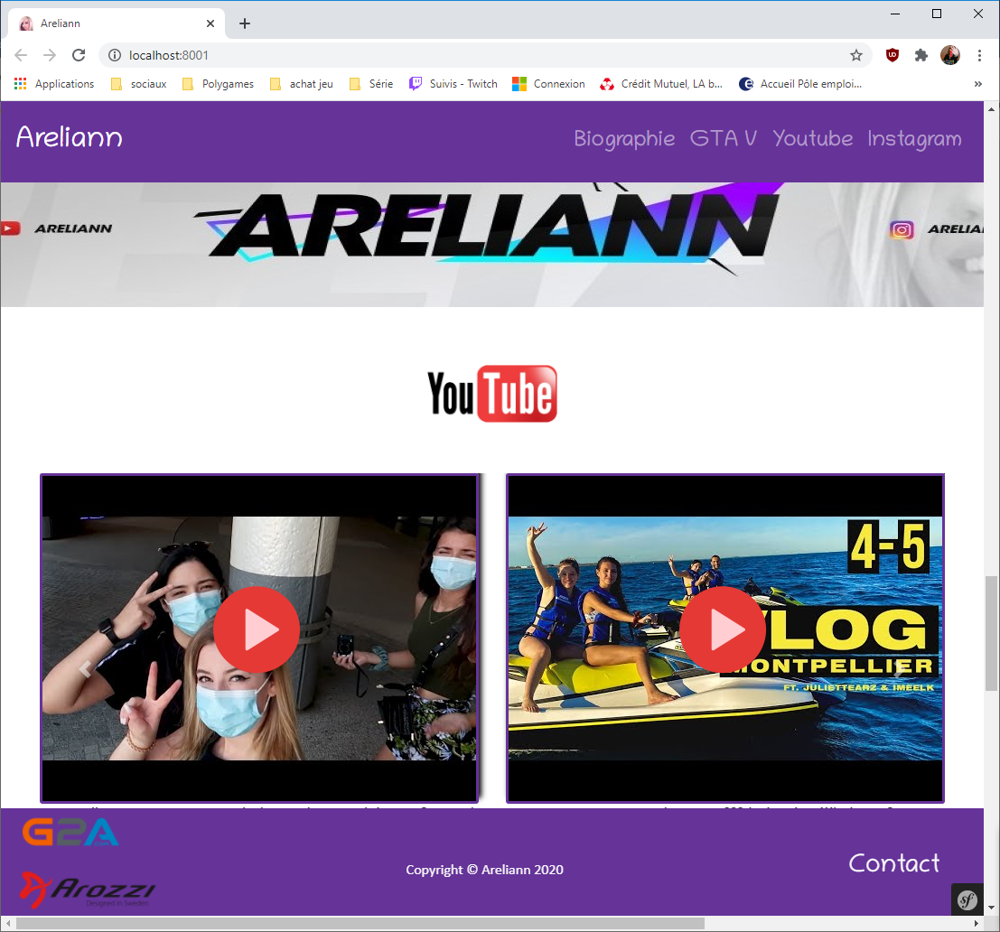 Areliann
localhost:8001
Applications sociaux Polygames achat jeu Série Suivis - Twitch Connexion Crédit Mutuel, LA b... Accueil Pôle emploi... »
Areliann Biographie GTA V Youtube Instagram
ARELIANN ARELIANN ARELIA
YouTube
4-5
VLOG
MONTPELLIER
FT. JULIETTEARZ & IMEELK
G2A
.COM
Copyright © Areliann 2020
Contact
Arozzi
Designed in Sweden
sf